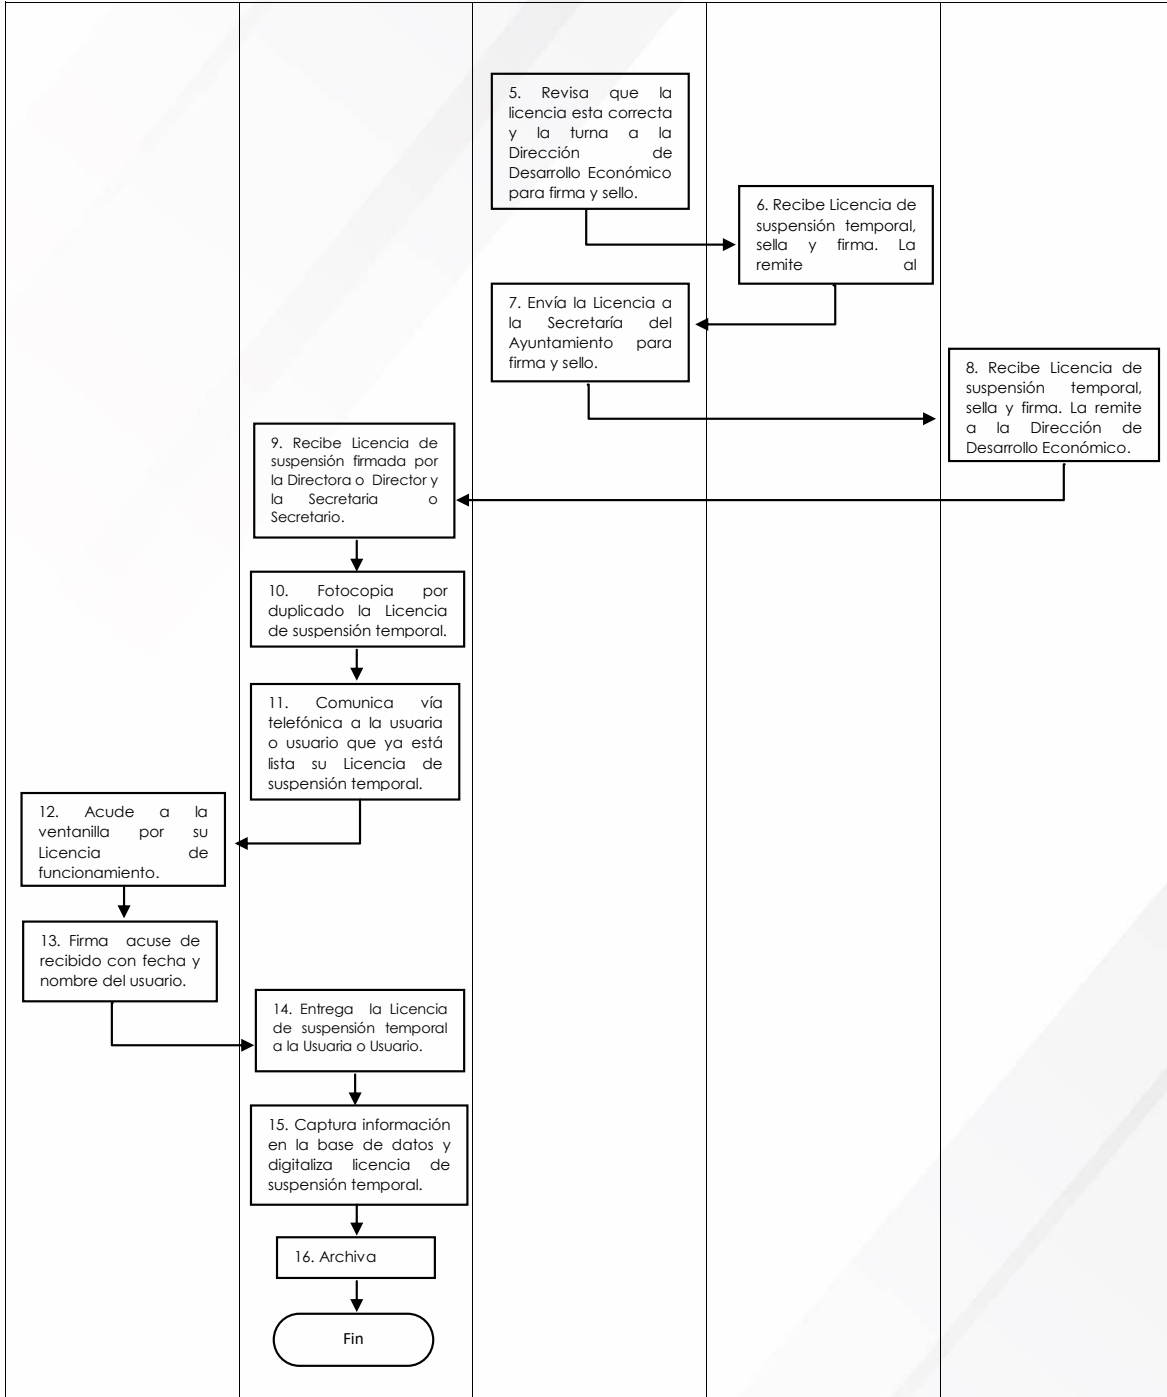 5. Revisa que la
licencia esta correcta
y la turna a la
Dirección de
Desarrollo Económico
para firma y sello.
6. Recibe Licencia de
suspensión temporal,
sella y firma. La
remite al
7. Envía la Licencia a
la Secretaría del
Ayuntamiento para
firma y sello.
8. Recibe Licencia de
suspensión temporal,
sella y firma. La remite
a la Dirección de
Desarrollo Económico.
9. Recibe Licencia de
suspensión firmada por
la Directora o Director y
la Secretaria o
Secretario.
10. Fotocopia por
duplicado la Licencia
de suspensión temporal.
11. Comunica vía
telefónica a la usuaria
o usuario que ya está
lista su Licencia de
suspensión temporal.
12. Acude a la
ventanilla por su
Licencia de
funcionamiento.
13. Firma acuse de
recibido con fecha y
nombre del usuario.
14. Entrega la Licencia
de suspensión temporal
a la Usuaria o Usuario.
15. Captura información
en la base de datos y
digitaliza licencia de
suspensión temporal.
16. Archiva
Fin